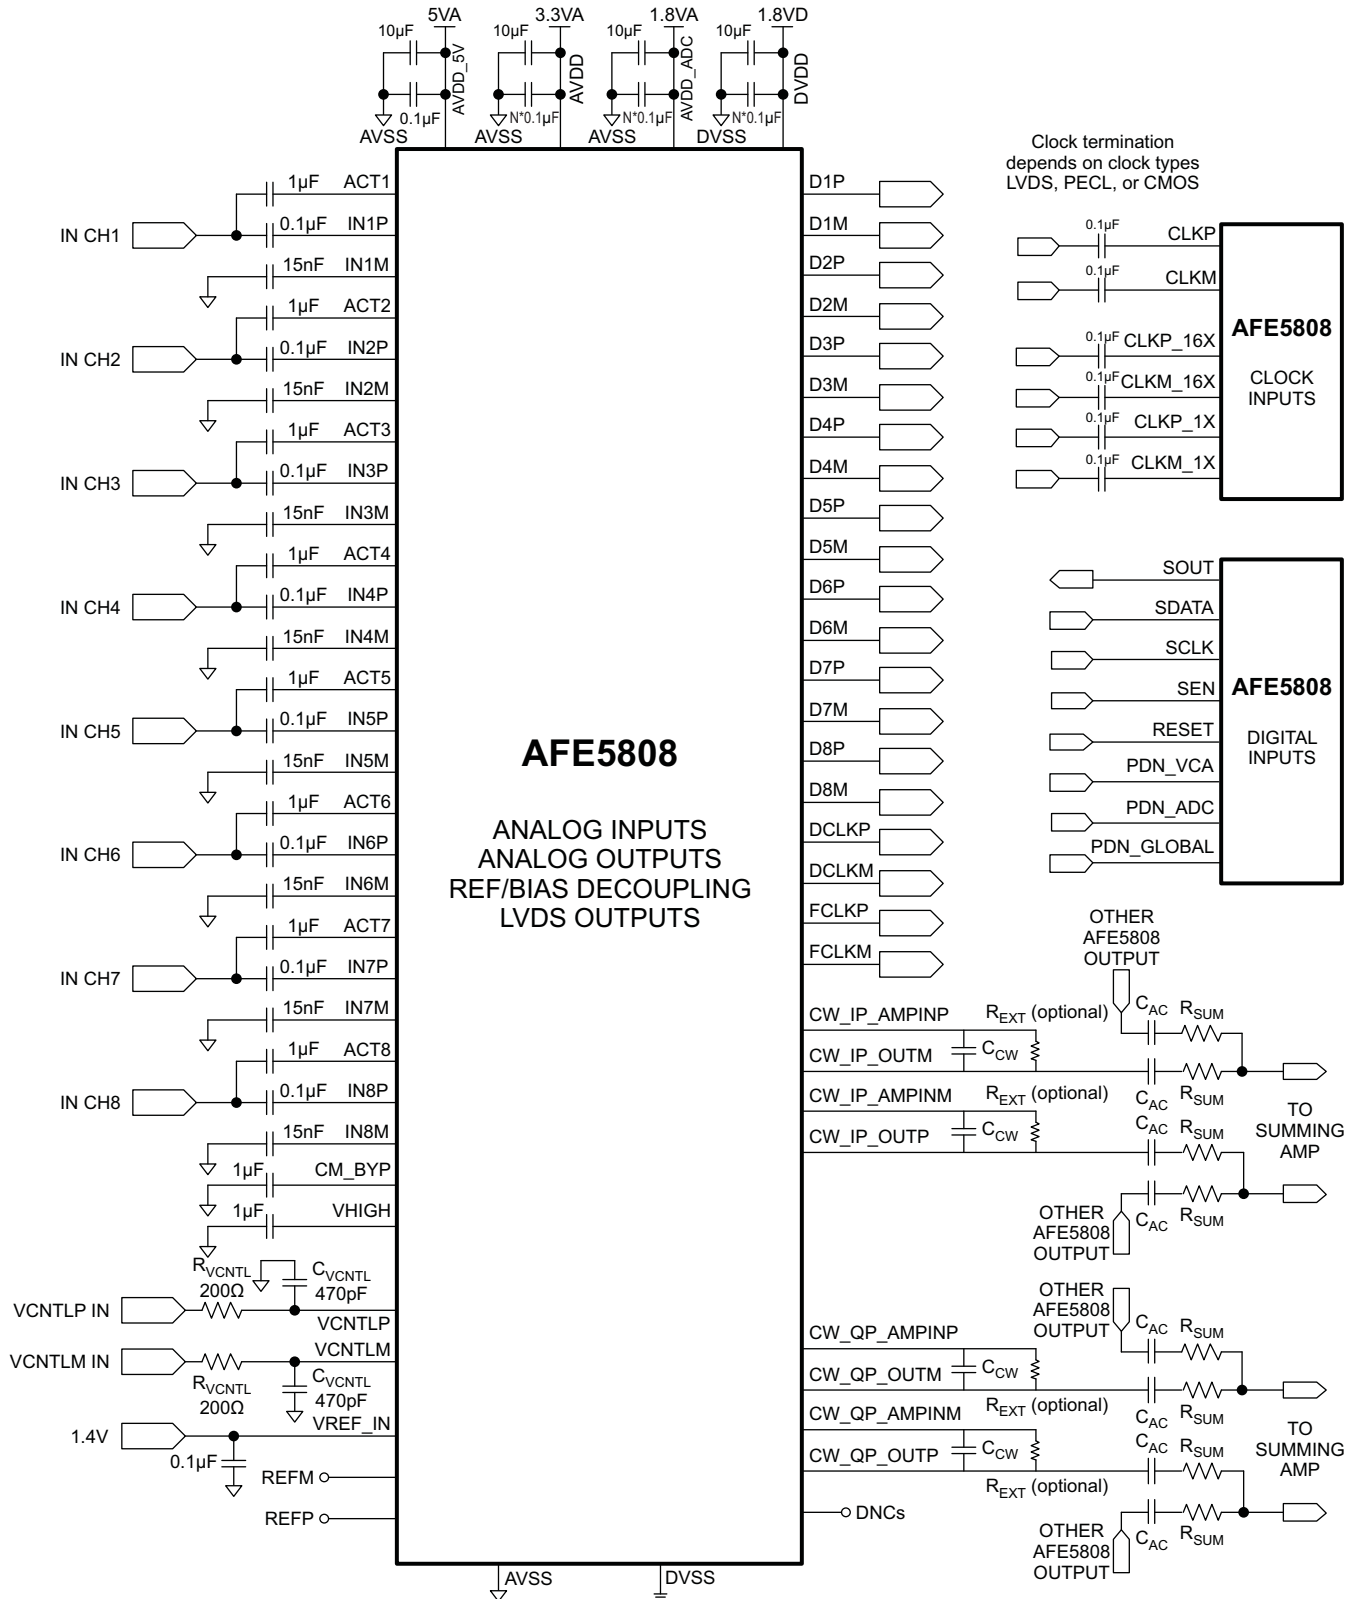 5VA
3.3VA
1.8VA
1.8VD
10µF
10µF
10µF
10µF
AVDD_5V
AVDD
AVDD_ADC
DVDD
0.1µF
N*0.1µF
N*0.1µF
N*0.1µF
AVSS
AVSS
AVSS
DVSS
1µF ACT1
IN CH1
0.1µF IN1P
15nF IN1M
1µF ACT2
IN CH2
0.1µF IN2P
15nF IN2M
1µF ACT3
IN CH3
0.1µF IN3P
15nF IN3M
1µF ACT4
IN CH4
0.1µF IN4P
15nF IN4M
1µF ACT5
IN CH5
0.1µF IN5P
15nF IN5M
1µF ACT6
IN CH6
0.1µF IN6P
15nF IN6M
1µF ACT7
IN CH7
0.1µF IN7P
15nF IN7M
1µF ACT8
IN CH8
0.1µF IN8P
15nF IN8M
1µF CM_BYP
1µF VHIGH
RVCNTL
200Ω
CVCNTL
470pF
VCNTLP IN
VCNTLP
VCNTLM IN
VCNTLM
RVCNTL
200Ω
CVCNTL
470pF
1.4V
VREF_IN
0.1µF
REFM
REFP
AFE5808
ANALOG INPUTS
ANALOG OUTPUTS
REF/BIAS DECOUPLING
LVDS OUTPUTS
AVSS
DVSS
D1P
D1M
D2P
D2M
D3P
D3M
D4P
D4M
D5P
D5M
D6P
D6M
D7P
D7M
D8P
D8M
DCLKP
DCLKM
FCLKP
FCLKM
CW_IP_AMPINP
REXT (optional)
CW_IP_OUTM
CCW
CW_IP_AMPINM
REXT (optional)
CW_IP_OUTP
CCW
CW_QP_AMPINP
CW_QP_OUTM
CCW
REXT (optional)
CW_QP_AMPINM
CW_QP_OUTP
CCW
REXT (optional)
DNCs
Clock termination
depends on clock types
LVDS, PECL, or CMOS
0.1µF CLKP
0.1µF CLKM
0.1µF CLKP_16X
0.1µF CLKM_16X
0.1µF CLKP_1X
0.1µF CLKM_1X
AFE5808
CLOCK
INPUTS
SOUT
SDATA
SCLK
SEN
RESET
PDN_VCA
PDN_ADC
PDN_GLOBAL
AFE5808
DIGITAL
INPUTS
OTHER
AFE5808
OUTPUT
CAC RSUM
CAC RSUM
TO
SUMMING
AMP
CAC RSUM
CAC RSUM
OTHER
AFE5808
OUTPUT
OTHER
AFE5808
OUTPUT
CAC RSUM
CAC RSUM
TO
SUMMING
AMP
CAC RSUM
CAC RSUM
OTHER
AFE5808
OUTPUT